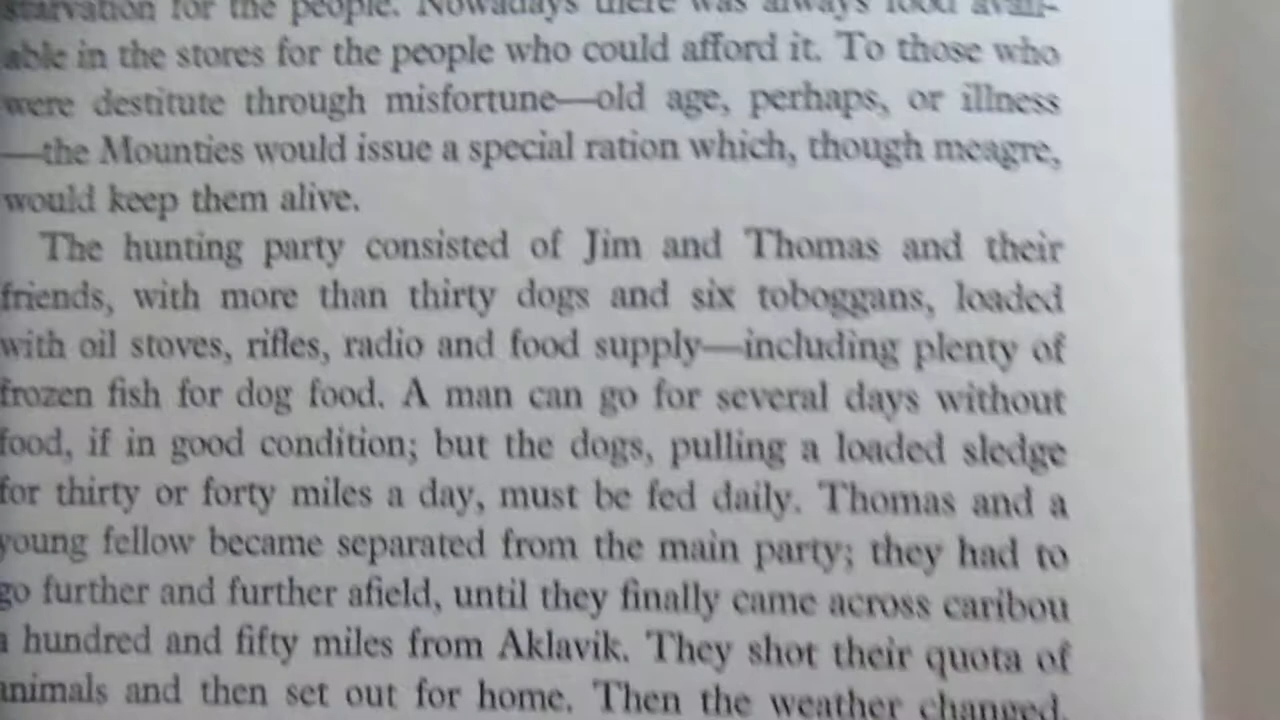 starvation for the people. Nowadays there was always food avail-
able in the stores for the people who could afford it. To those who
were destitute through misfortune—old age, perhaps, or illness
—the Mounties would issue a special ration which, though meagre,
would keep them alive.
The hunting party consisted of Jim and Thomas and their
friends, with more than thirty dogs and six toboggans, loaded
with oil stoves, rifles, radio and food supply—including plenty of
frozen fish for dog food. A man can go for several days without
food, if in good condition; but the dogs, pulling a loaded sledge
for thirty or forty miles a day, must be fed daily. Thomas and a
young fellow became separated from the main party; they had to
go further and further afield, until they finally came across caribou
a hundred and fifty miles from Aklavik. They shot their quota of
animals and then set out for home. Then the weather changed.